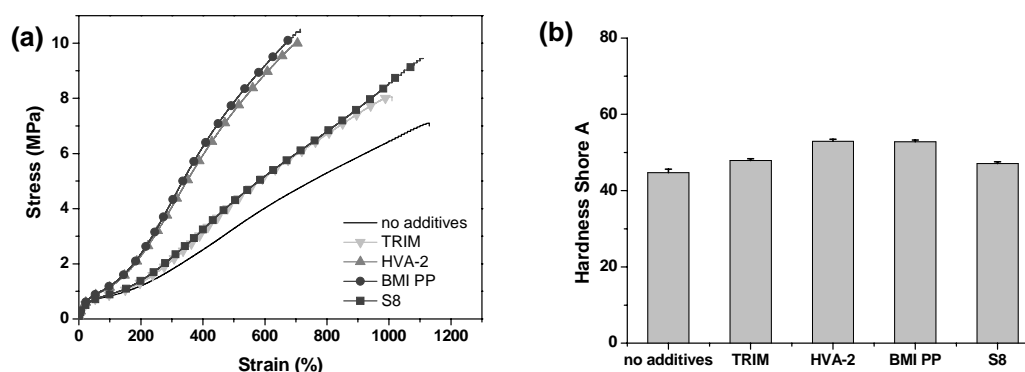 (a)
Stress (MPa)
10
8
6
4
2
0
0 200 400 600 800 1000 1200
Strain (%)
no additives
TRIM
HVA-2
BMI PP
S8
(b)
Hardness Shore A
80
60
40
20
0
no additives TRIM HVA-2 BMI PP S8